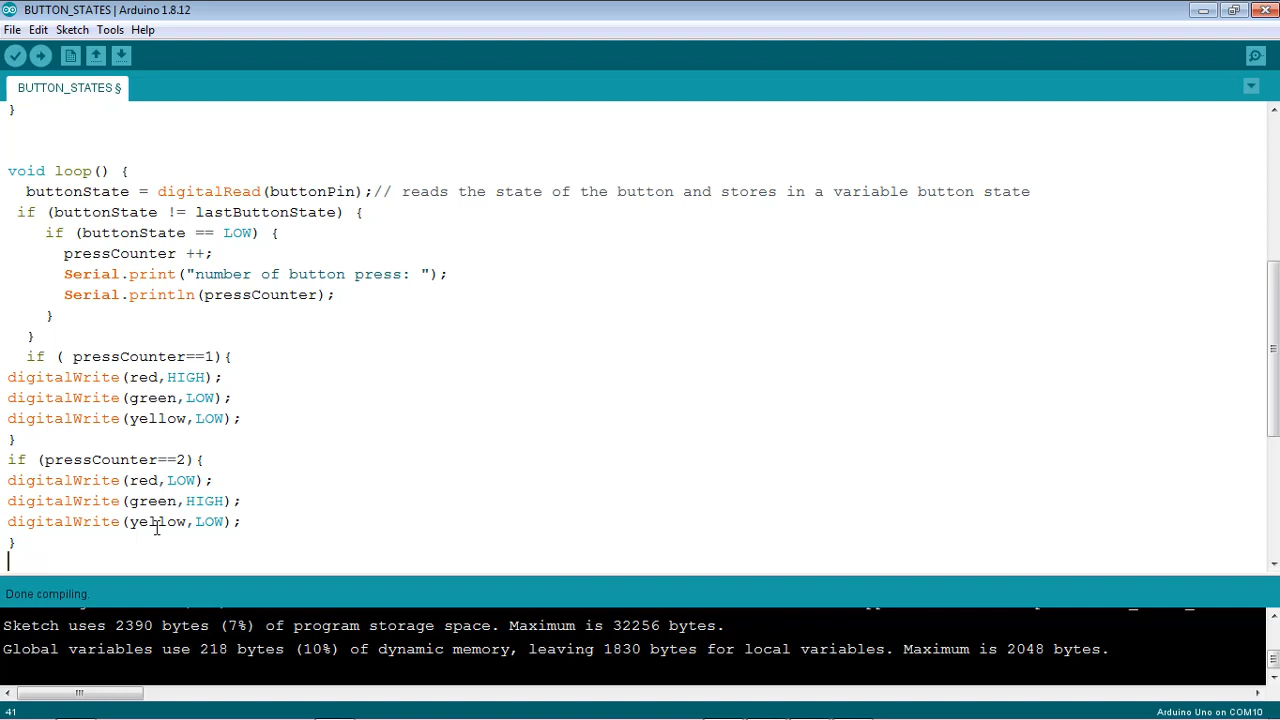 BUTTON_STATES | Arduino 1.8.12
File Edit Sketch Tools Help
BUTTON_STATES §
}
void loop() {
  buttonState = digitalRead(buttonPin);// reads the state of the button and stores in a variable button state
 if (buttonState != lastButtonState) {
    if (buttonState == LOW) {
      pressCounter ++;
      Serial.print("number of button press: ");
      Serial.println(pressCounter);
    }
  }
  if ( pressCounter==1){
digitalWrite(red,HIGH);
digitalWrite(green,LOW);
digitalWrite(yellow,LOW);
}
if (pressCounter==2){
digitalWrite(red,LOW);
digitalWrite(green,HIGH);
digitalWrite(yellow,LOW);
}
Done compiling.
Sketch uses 2390 bytes (7%) of program storage space. Maximum is 32256 bytes.
Global variables use 218 bytes (10%) of dynamic memory, leaving 1830 bytes for local variables. Maximum is 2048 bytes.
41
Arduino Uno on COM10